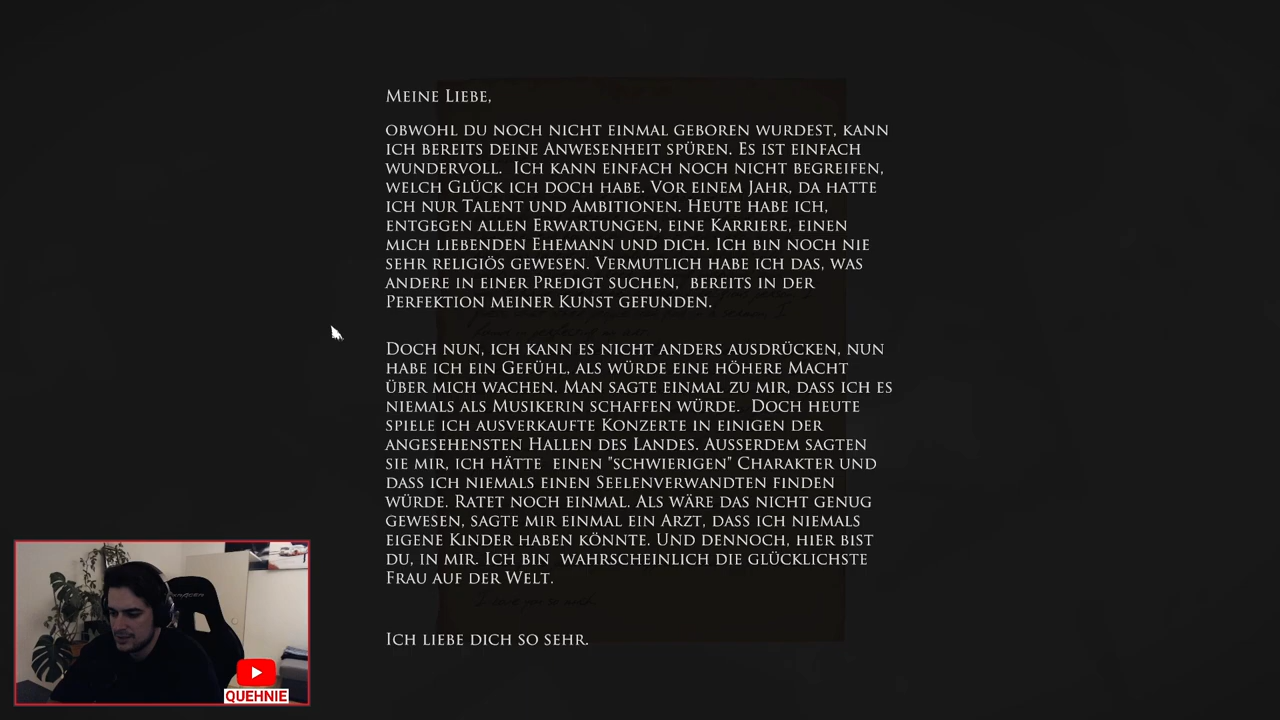 Meine Liebe,
obwohl du noch nicht einmal geboren wurdest, kann
ich bereits deine Anwesenheit spüren. Es ist einfach
wundervoll.  Ich kann einfach noch nicht begreifen,
welch Glück ich doch habe. Vor einem Jahr, da hatte
ich nur Talent und Ambitionen. Heute habe ich,
entgegen allen Erwartungen, eine Karriere, einen
mich liebenden Ehemann und dich. Ich bin noch nie
sehr religiös gewesen. Vermutlich habe ich das, was
andere in einer Predigt suchen,  bereits in der
Perfektion meiner Kunst gefunden.
Doch nun, ich kann es nicht anders ausdrücken, nun
habe ich ein Gefühl, als würde eine höhere Macht
über mich wachen. Man sagte einmal zu mir, dass ich es
niemals als Musikerin schaffen würde.  Doch heute
spiele ich ausverkaufte Konzerte in einigen der
angesehensten Hallen des Landes. Ausserdem sagten
sie mir, ich hätte  einen "schwierigen" Charakter und
dass ich niemals einen Seelenverwandten finden
würde. Ratet noch einmal. Als wäre das nicht genug
gewesen, sagte mir einmal ein Arzt, dass ich niemals
eigene Kinder haben könnte. Und dennoch, hier bist
du, in mir. Ich bin  wahrscheinlich die glücklichste
Frau auf der Welt.
Ich liebe dich so sehr.
I love you so much.
QUEHNIE